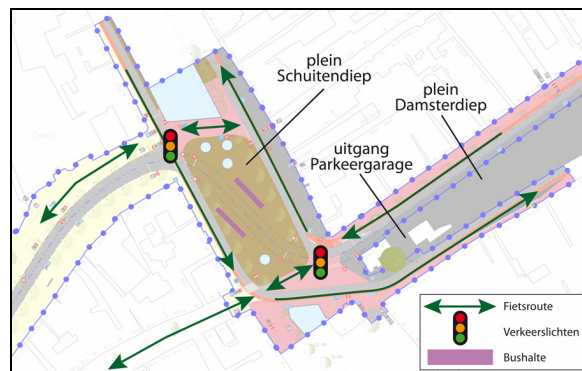 plein
Schuitendiep
plein
Damsterdiep
uitgang
Parkeergarage
Fietsroute
Verkeerslichten
Bushalte